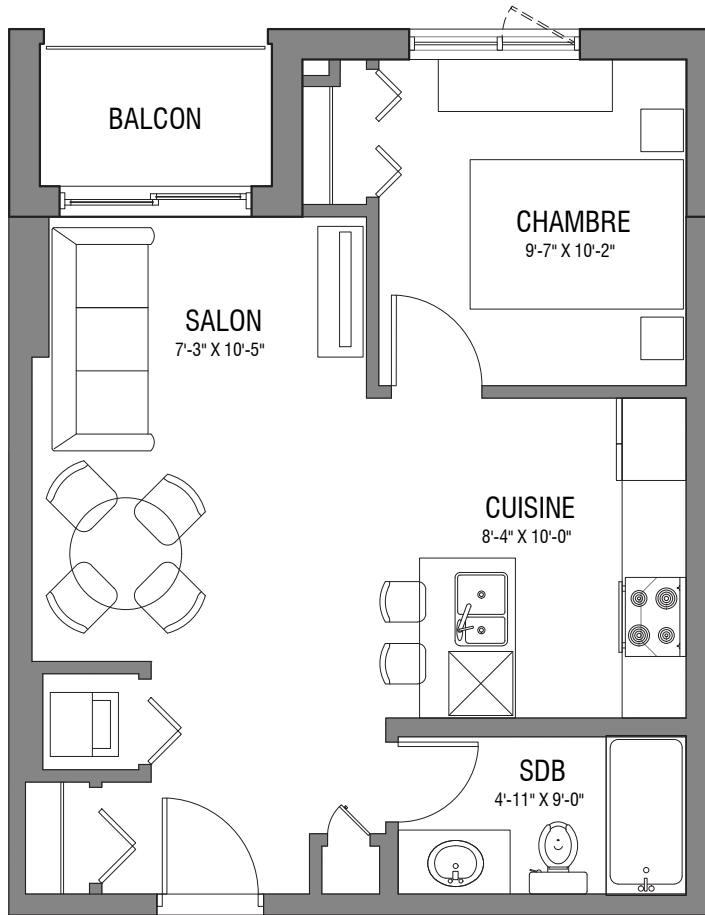 BALCON
CHAMBRE
9'-7" X 10'-2"
SALON
7'-3" X 10'-5"
CUISINE
8'-4" X 10'-0"
SDB
4'-11" X 9'-0"